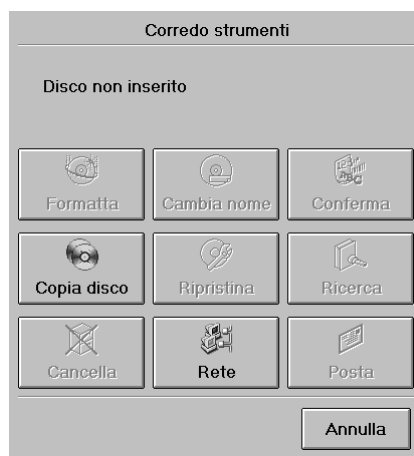 Corredo strumenti
Disco non inserito
Formatta
Cambia nome
Conferma
Copia disco
Ripristina
Ricerca
Cancella
Rete
Posta
Annulla